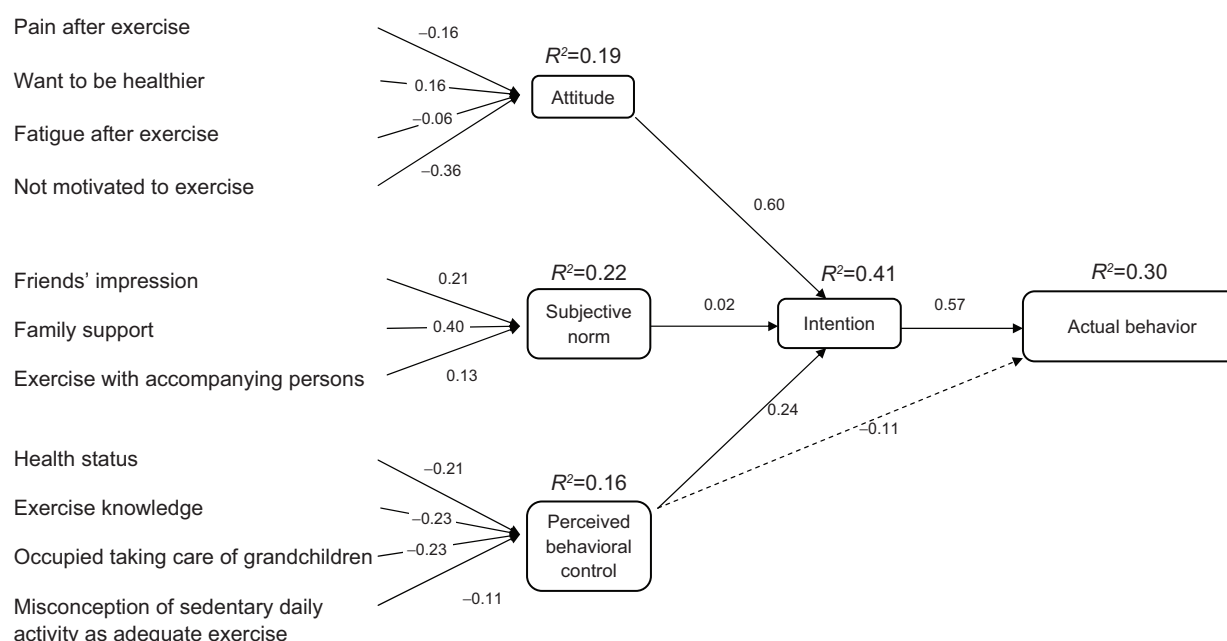 Pain after exercise
−0.16
R²=0.19
Want to be healthier
0.16
Attitude
Fatigue after exercise
−0.06
Not motivated to exercise
−0.36
0.60
Friends’ impression
0.21
R²=0.22
R²=0.41
R²=0.30
Family support
0.40
Subjective
norm
0.02
Intention
0.57
Actual behavior
Exercise with accompanying persons
0.13
0.24
−0.11
Health status
−0.21
R²=0.16
Exercise knowledge
−0.23
Perceived
behavioral
control
Occupied taking care of grandchildren
−0.23
Misconception of sedentary daily
activity as adequate exercise
−0.11